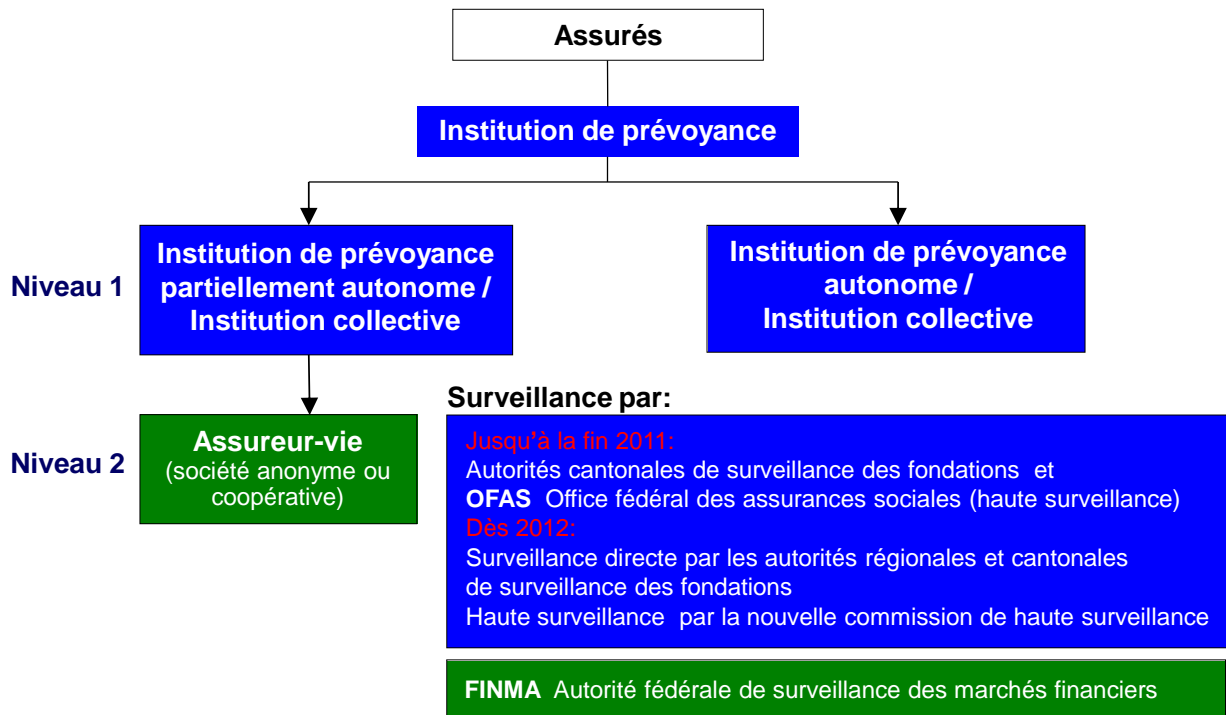 Assurés
Institution de prévoyance
Niveau 1
Institution de prévoyance
partiellement autonome /
Institution collective
Institution de prévoyance
autonome /
Institution collective
Niveau 2
Assureur-vie
(société anonyme ou
coopérative)
Surveillance par:
Jusqu'à la fin 2011:
Autorités cantonales de surveillance des fondations et
OFAS Office fédéral des assurances sociales (haute surveillance)
Dès 2012:
Surveillance directe par les autorités régionales et cantonales
de surveillance des fondations
Haute surveillance par la nouvelle commission de haute surveillance
FINMA Autorité fédérale de surveillance des marchés financiers